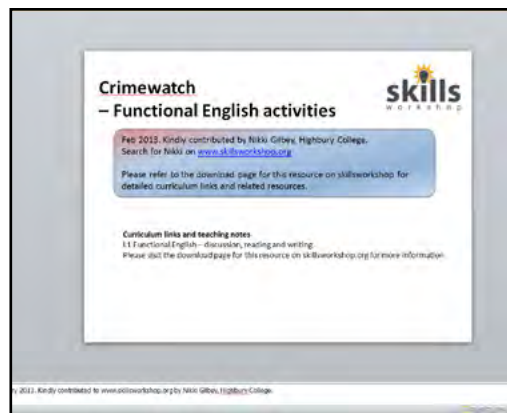 Crimewatch
– Functional English activities
skills
workshop
Feb 2013. Kindly contributed by Nikki Gilbey, Highbury College.
Search for Nikki on www.skillsworkshop.org
Please refer to the download page for this resource on skillsworkshop for
detailed curriculum links and related resources.
Curriculum links and teaching notes
L1 Functional English – discussion, reading and writing.
Please visit the download page for this resource on skillsworkshop.org for more information.
2013. Kindly contributed to www.skillsworkshop.org by Nikki Gilbey, Highbury College.